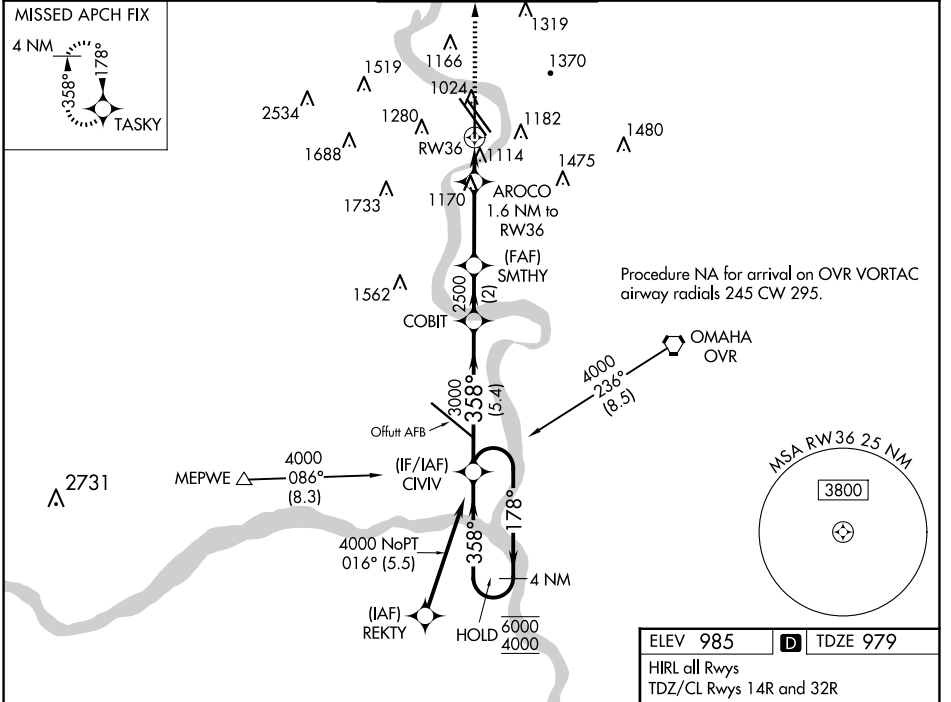 MISSED APCH FIX
4 NM
358°
178°
TASKY
1319
1166
1370
1519
1024
2534
1280
1182
1480
1688
RW36
1114
1475
1733
1170
AROCO
1.6 NM to
RW36
(FAF)
SMTHY
1562
2500
(2)
COBIT
Procedure NA for arrival on OVR VORTAC
airway radials 245 CW 295.
OMAHA
OVR
4000
236°
(8.5)
3000
358°
(5.4)
Offutt AFB
2731
MEPWE
4000
086°
(8.3)
(IF/IAF)
CIVIV
MSA RW36 25 NM
3800
4000 NoPT
016° (5.5)
358°
178°
4 NM
(IAF)
REKTY
HOLD
6000
4000
ELEV 985 D TDZE 979
HIRL all Rwys
TDZ/CL Rwys 14R and 32R